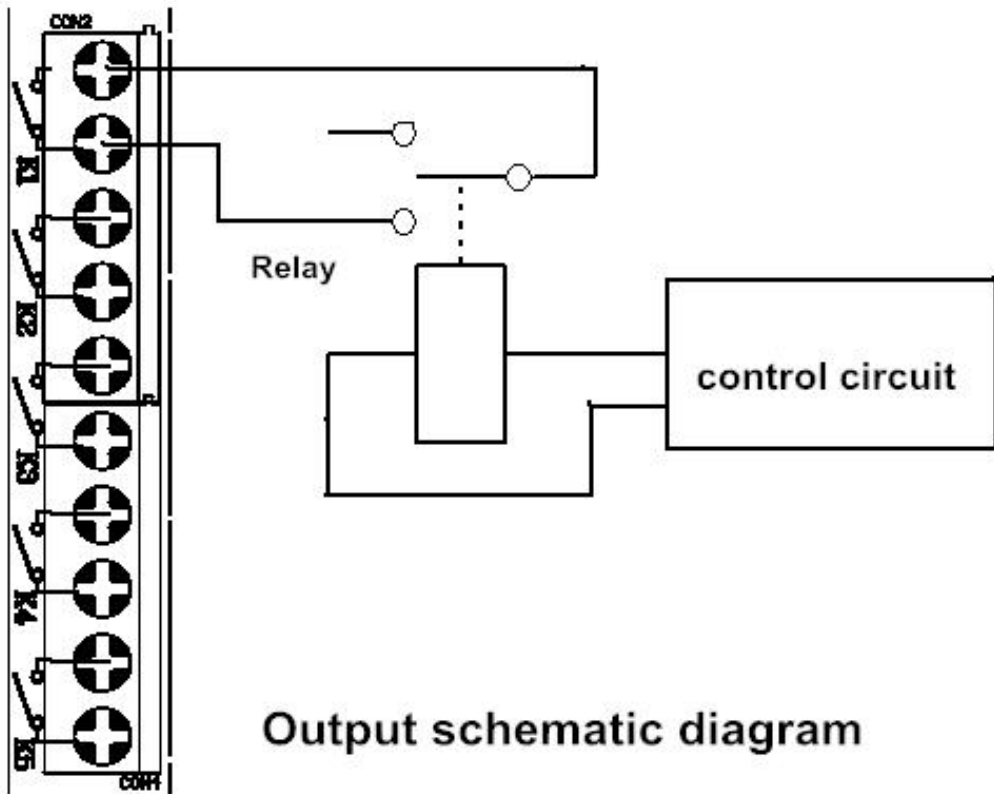 CON2
K1
K2
K3
K4
K5
CON1
Relay
control circuit
Output schematic diagram